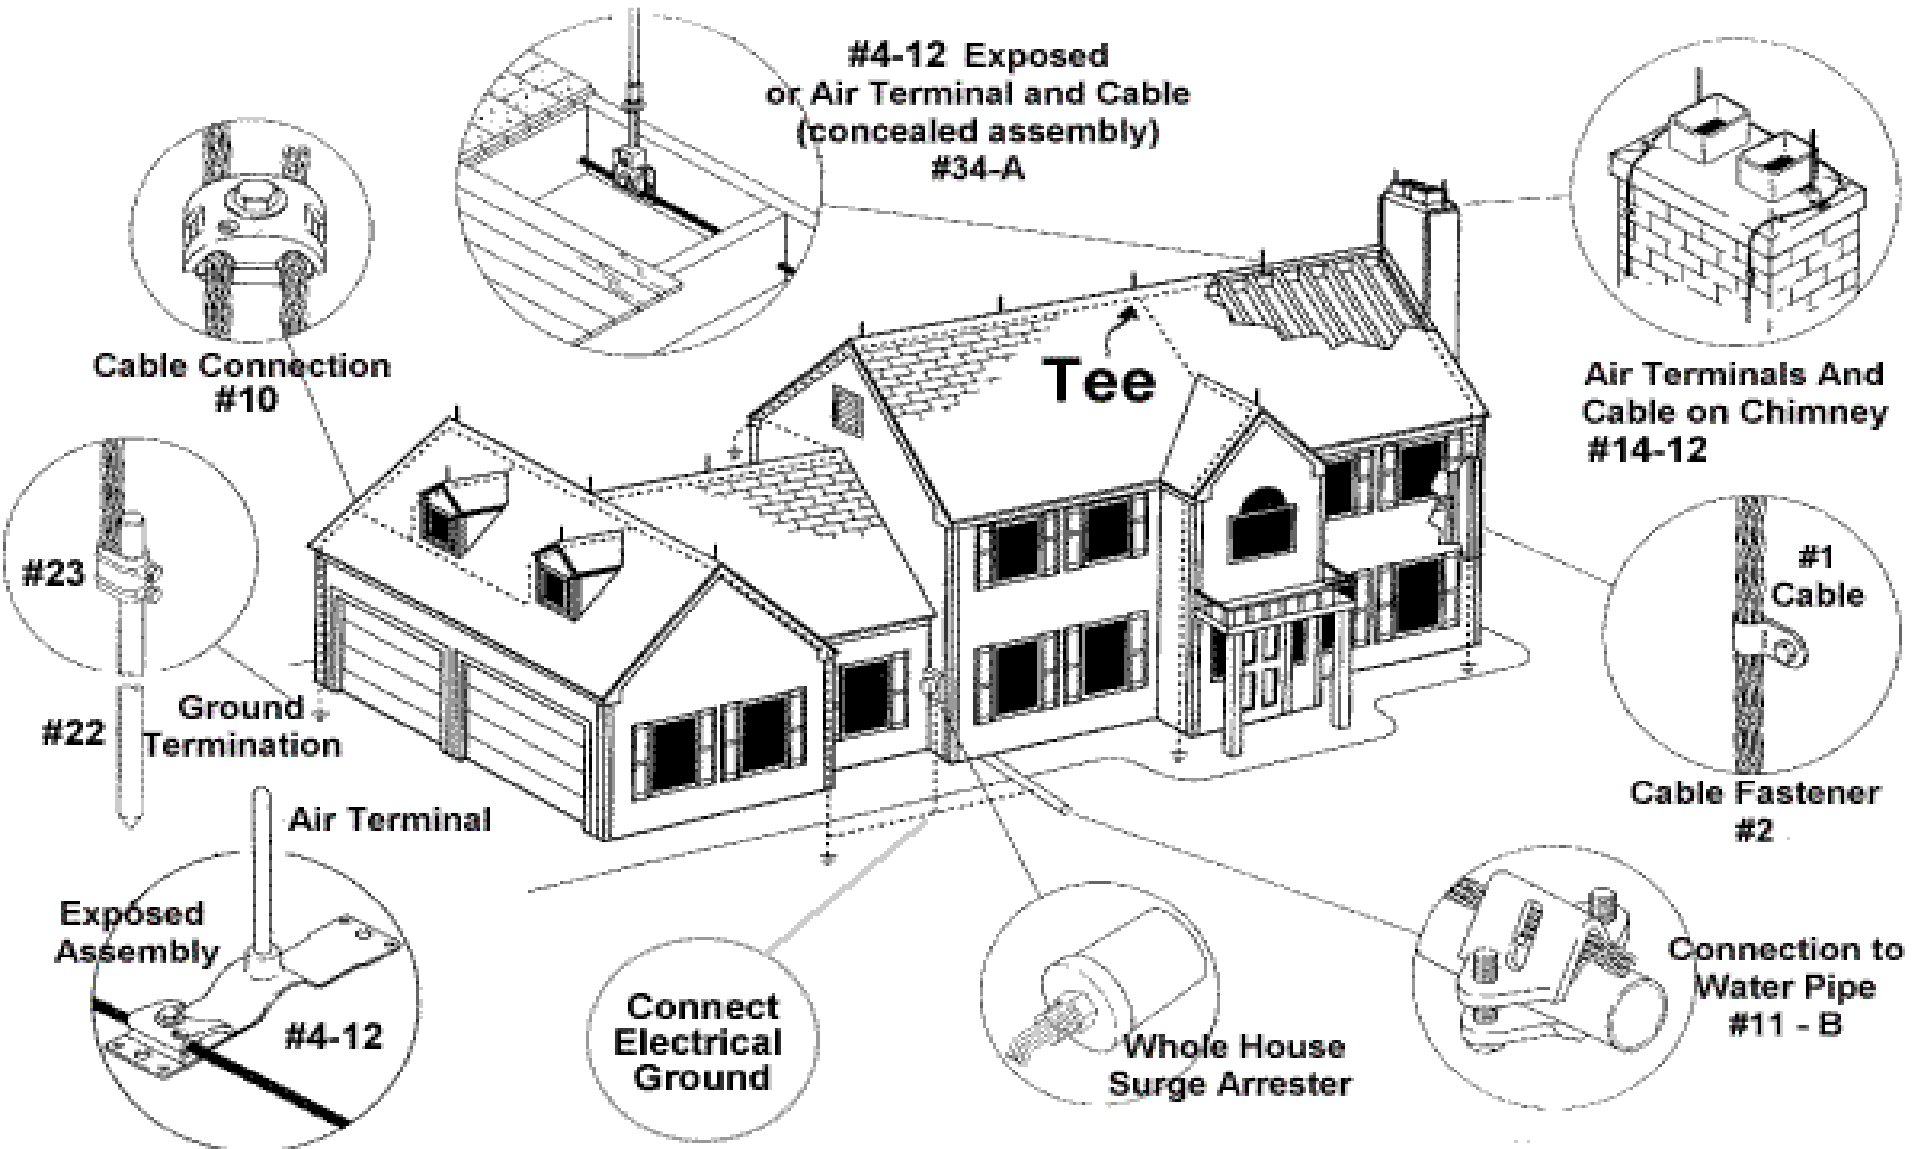 #4-12 Exposed
or Air Terminal and Cable
(concealed assembly)
#34-A
Cable Connection
#10
Tee
Air Terminals And
Cable on Chimney
#14-12
#23
#22
Ground
Termination
#1
Cable
Cable Fastener
#2
Air Terminal
Exposed
Assembly
#4-12
Connect
Electrical
Ground
Whole House
Surge Arrester
Connection to
Water Pipe
#11 - B